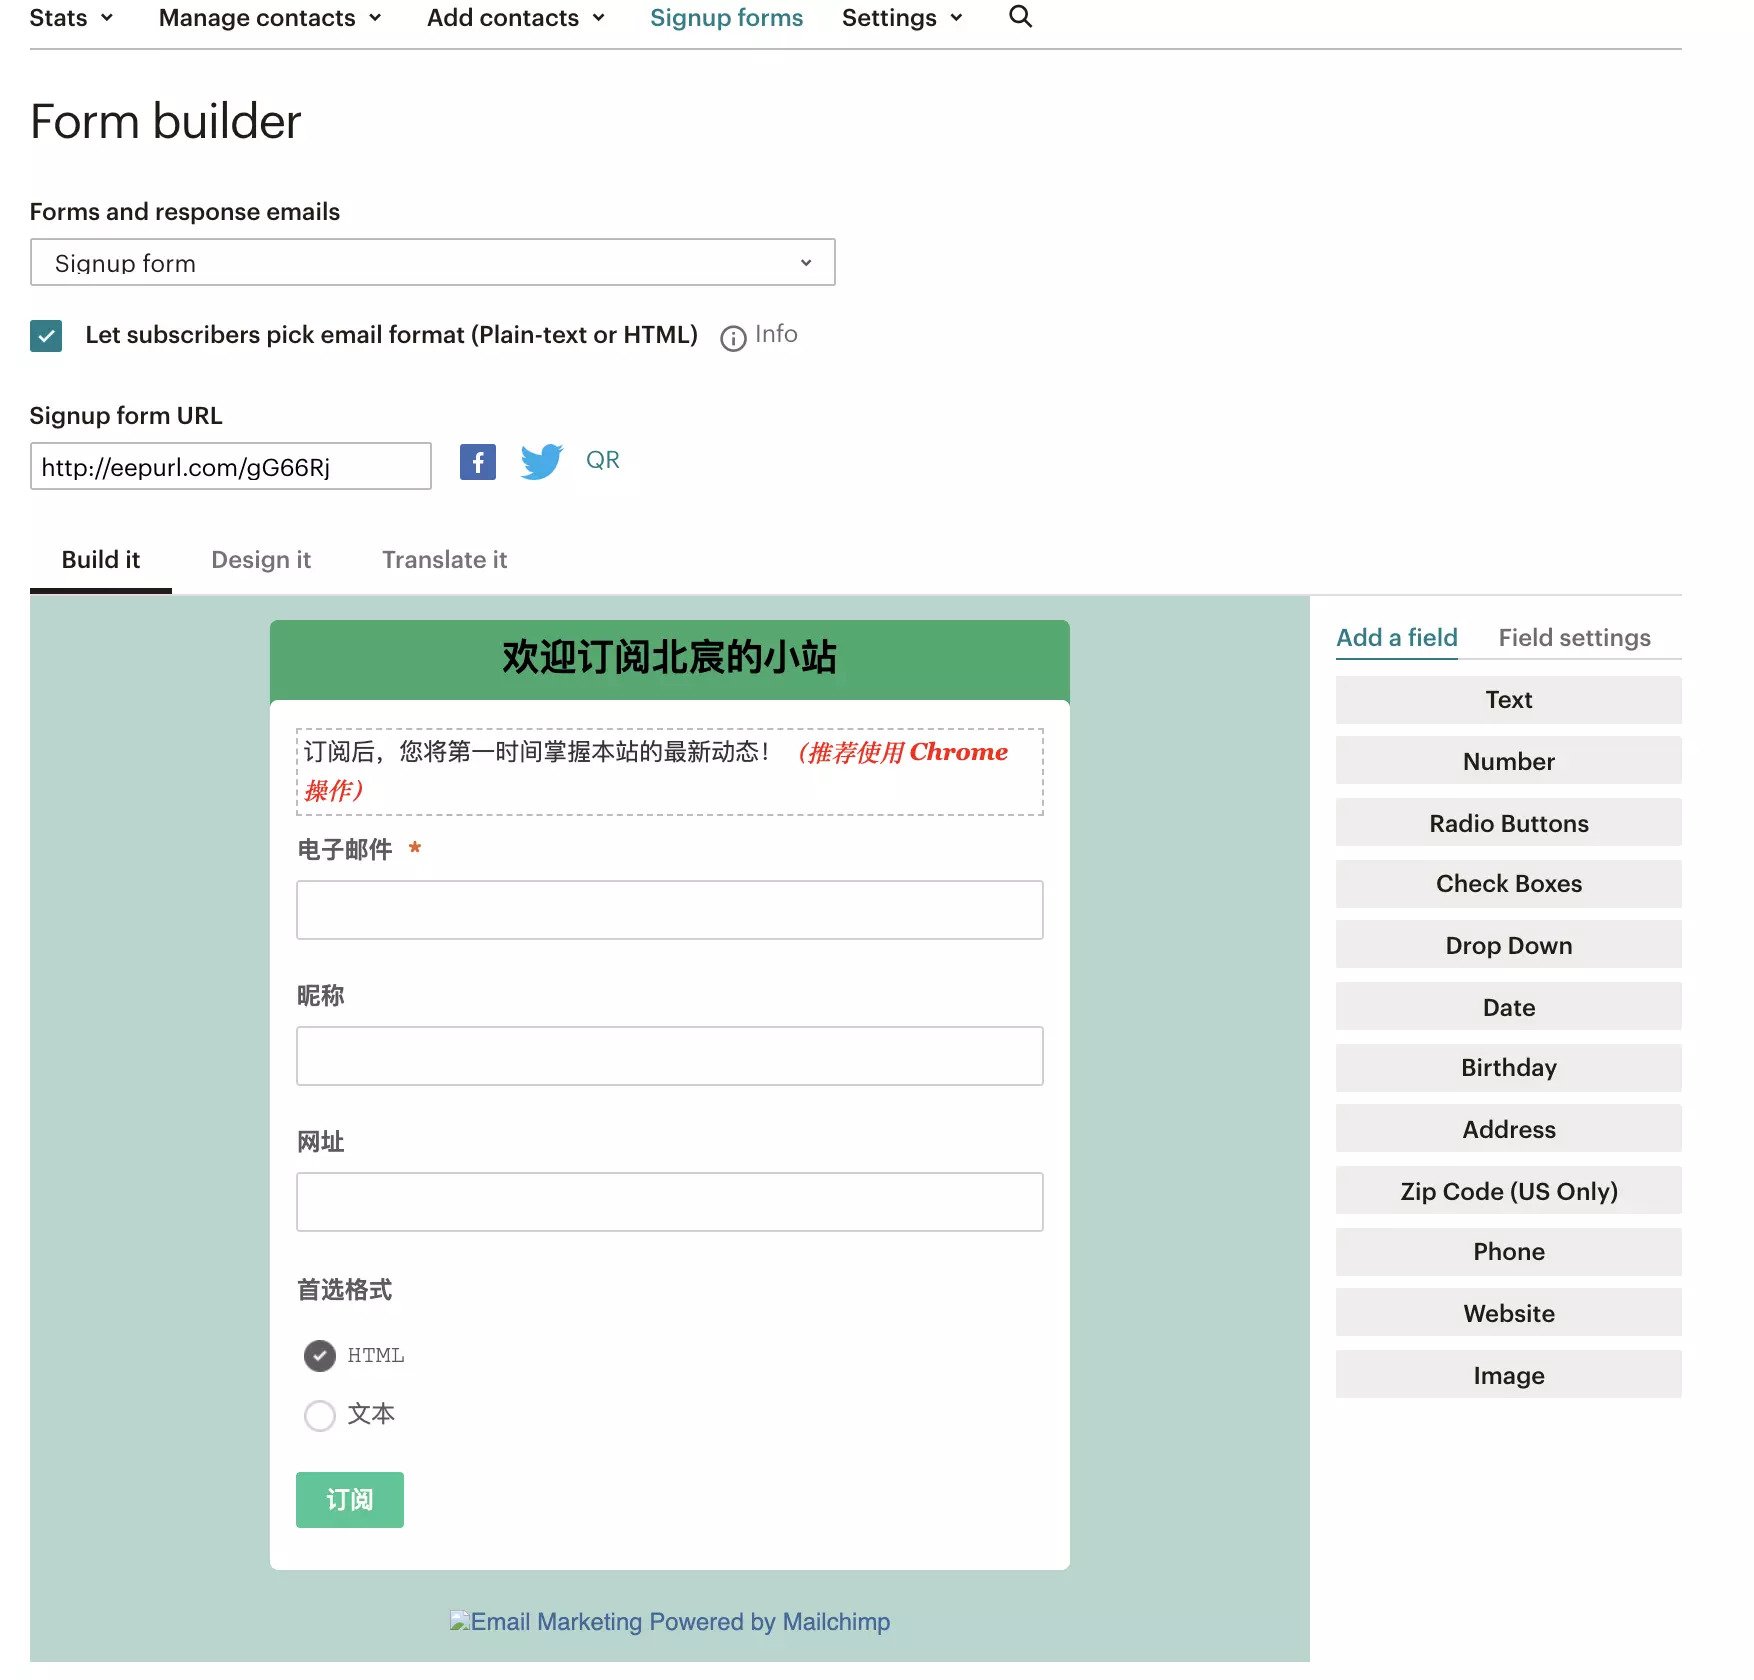 Stats
Manage contacts
Add contacts
Signup forms
Settings
Form builder
Forms and response emails
Signup form
Let subscribers pick email format (Plain-text or HTML)
Info
Signup form URL
http://eepurl.com/gG66Rj
QR
Build it
Design it
Translate it
欢迎订阅北宸的小站
订阅后，您将第一时间掌握本站的最新动态！（推荐使用 Chrome
操作）
电子邮件 *
昵称
网址
首选格式
HTML
文本
订阅
Email Marketing Powered by Mailchimp
Add a field
Field settings
Text
Number
Radio Buttons
Check Boxes
Drop Down
Date
Birthday
Address
Zip Code (US Only)
Phone
Website
Image